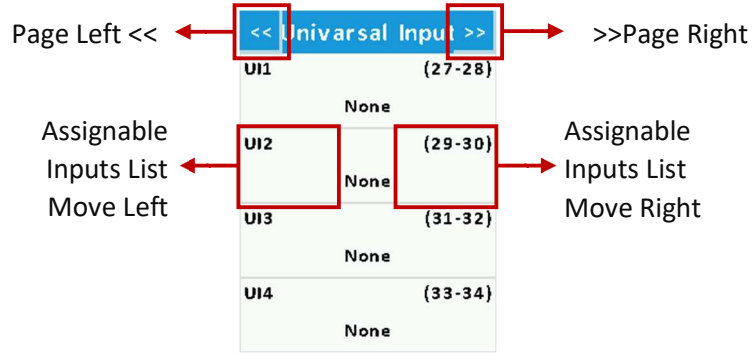 Page Left <<
<< Univarsal Input >>
>>Page Right
UI1 (27-28)
None
Assignable
Inputs List
Move Left
UI2 (29-30)
None
Assignable
Inputs List
Move Right
UI3 (31-32)
None
UI4 (33-34)
None